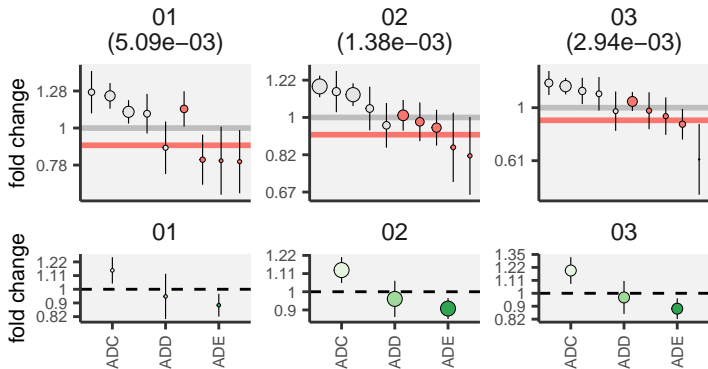 01
(5.09e−03)
02
(1.38e−03)
03
(2.94e−03)
fold change
1.28
1
0.78
1.22
1
0.82
0.67
1
0.61
01
02
03
fold change
1.22
1.11
1
0.9
0.82
1.22
1.11
1
0.9
1.35
1.22
1.11
1
0.9
0.82
ADC
ADD
ADE
ADC
ADD
ADE
ADC
ADD
ADE